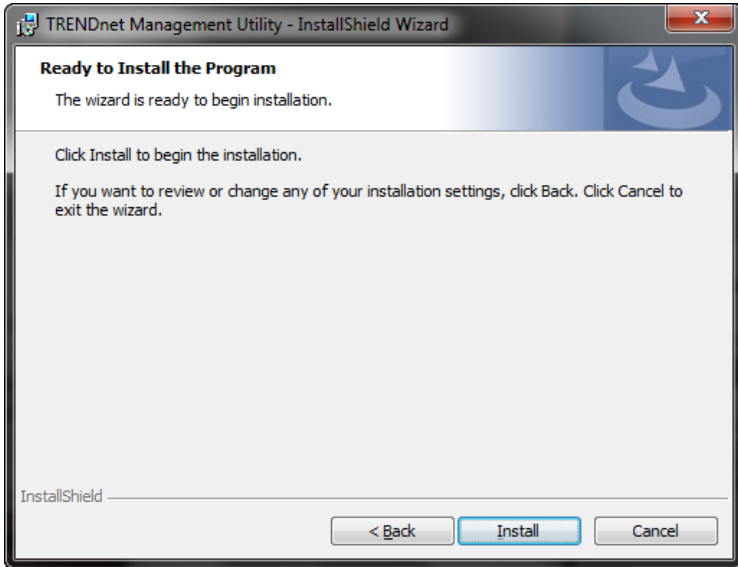 TRENDnet Management Utility - InstallShield Wizard
Ready to Install the Program
The wizard is ready to begin installation.
Click Install to begin the installation.
If you want to review or change any of your installation settings, click Back. Click Cancel to
exit the wizard.
InstallShield
< Back Install Cancel